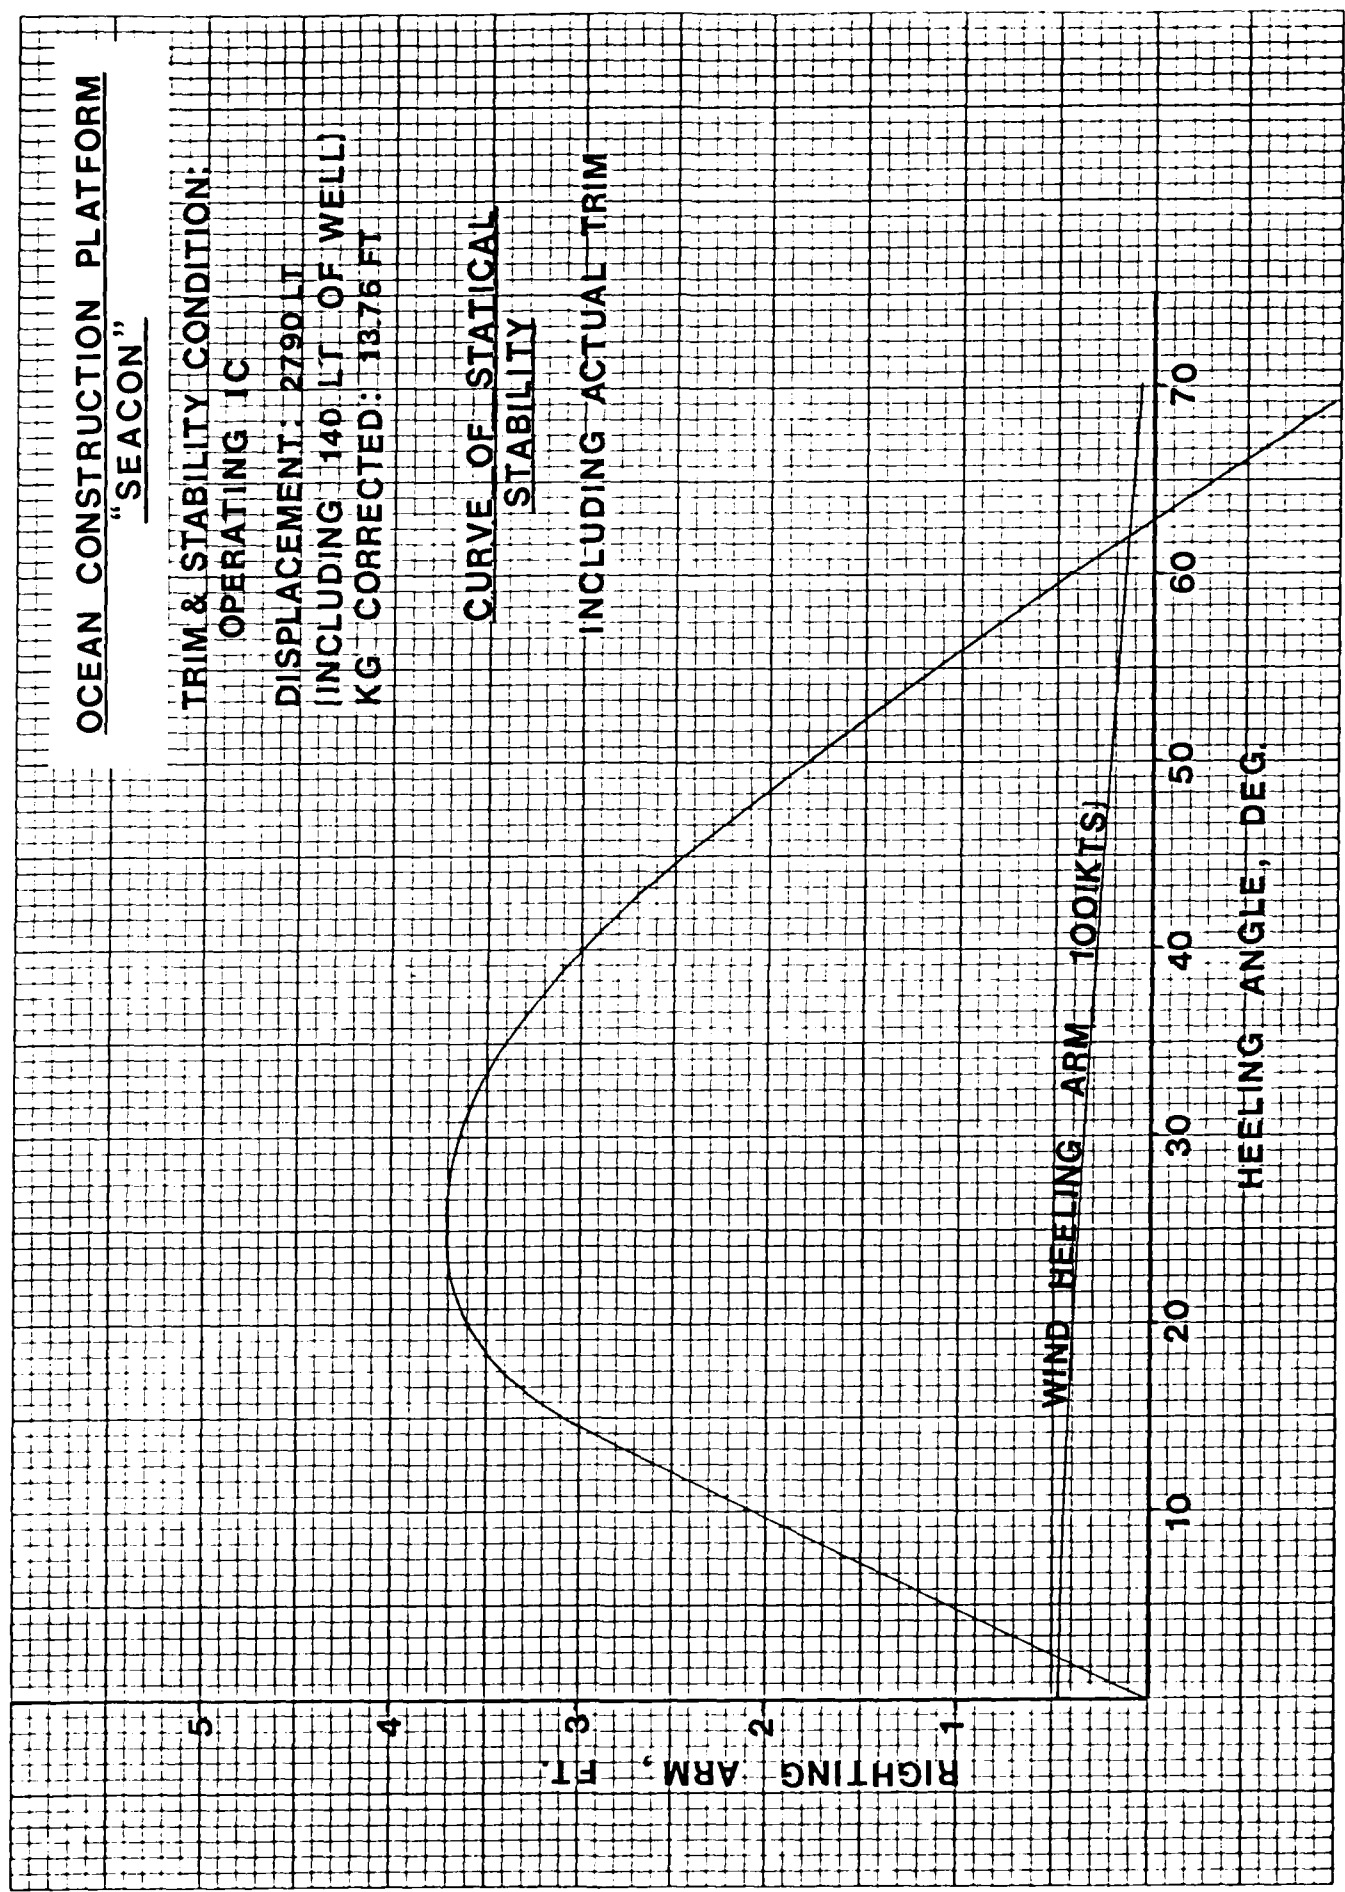 OCEAN CONSTRUCTION PLATFORM
“SEACON”
TRIM & STABILITY CONDITION:
OPERATING 1C
DISPLACEMENT: 2790 LT
(INCLUDING 140 LT OF WELL)
KG CORRECTED: 13.76 FT
CURVE OF STATICAL
STABILITY
INCLUDING ACTUAL TRIM
RIGHTING ARM, FT.
5
4
3
2
1
WIND HEELING ARM 100(KTS)
10 20 30 40 50 60 70
HEELING ANGLE, DEG.